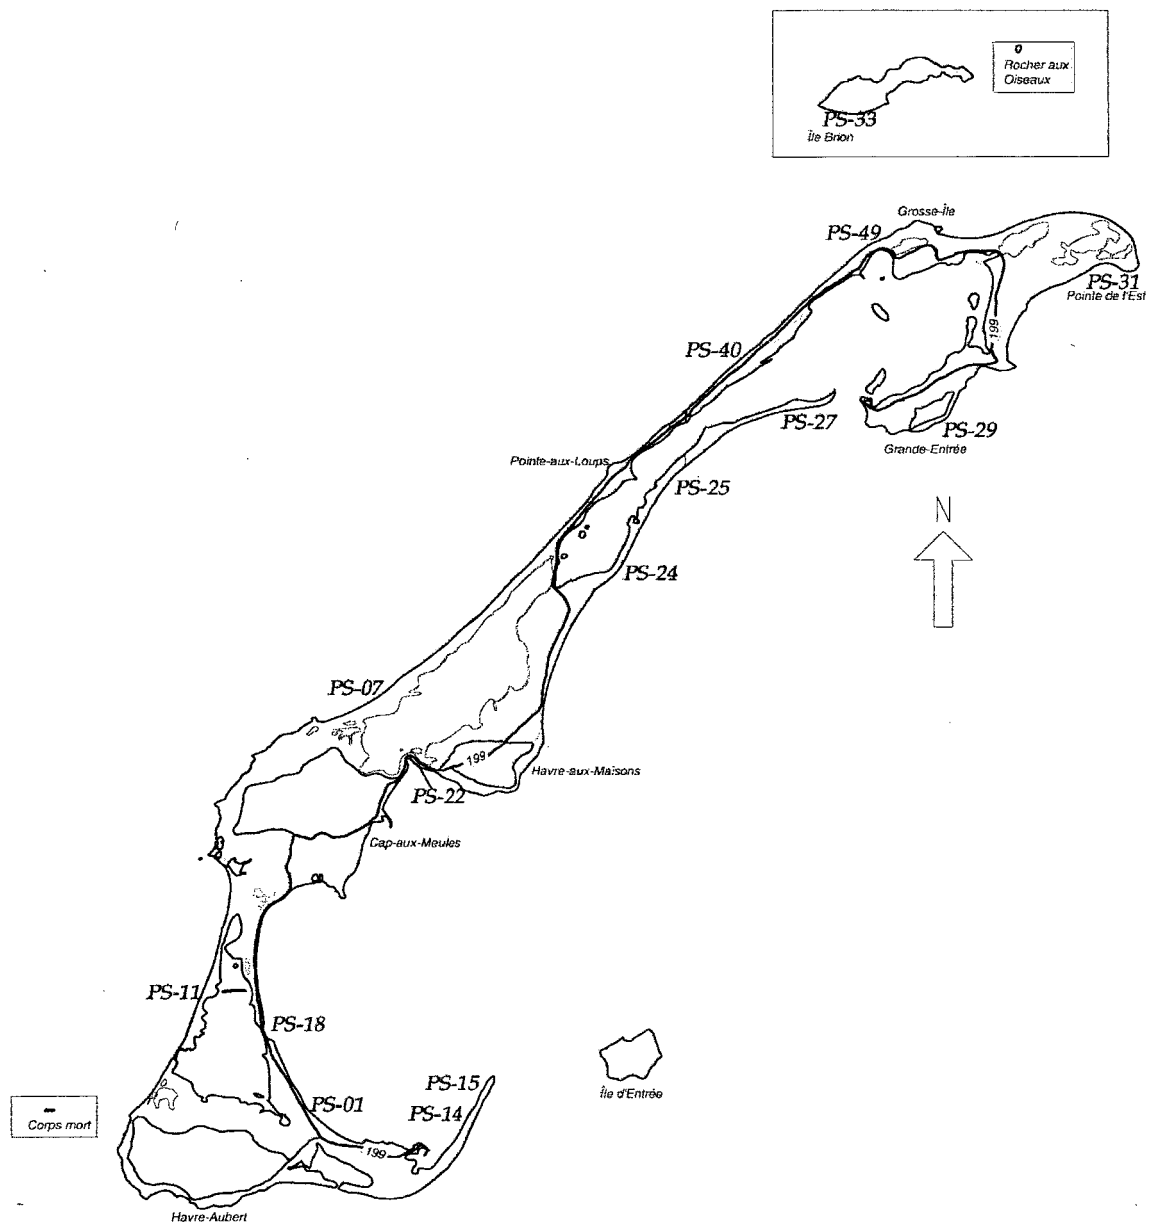 Rocher aux
Oiseaux
PS-33
Île Brion
Grosse-Île
PS-49
PS-31
Pointe de l'Est
199
PS-40
PS-27
PS-29
Grande-Entrée
Pointe-aux-Loups
PS-25
N
PS-24
PS-07
199
Havre-aux-Maisons
PS-22
Cap-aux-Meules
PS-11
PS-18
PS-15
Île d'Entrée
PS-01
PS-14
Corps mort
199
Havre-Aubert